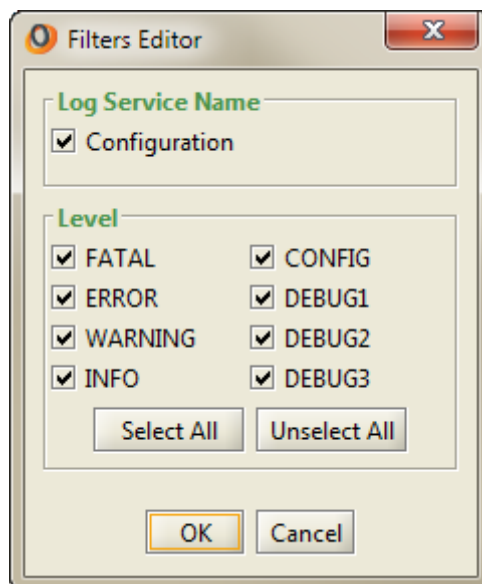 Filters Editor
Log Service Name
Configuration
Level
FATAL
CONFIG
ERROR
DEBUG1
WARNING
DEBUG2
INFO
DEBUG3
Select All
Unselect All
OK
Cancel